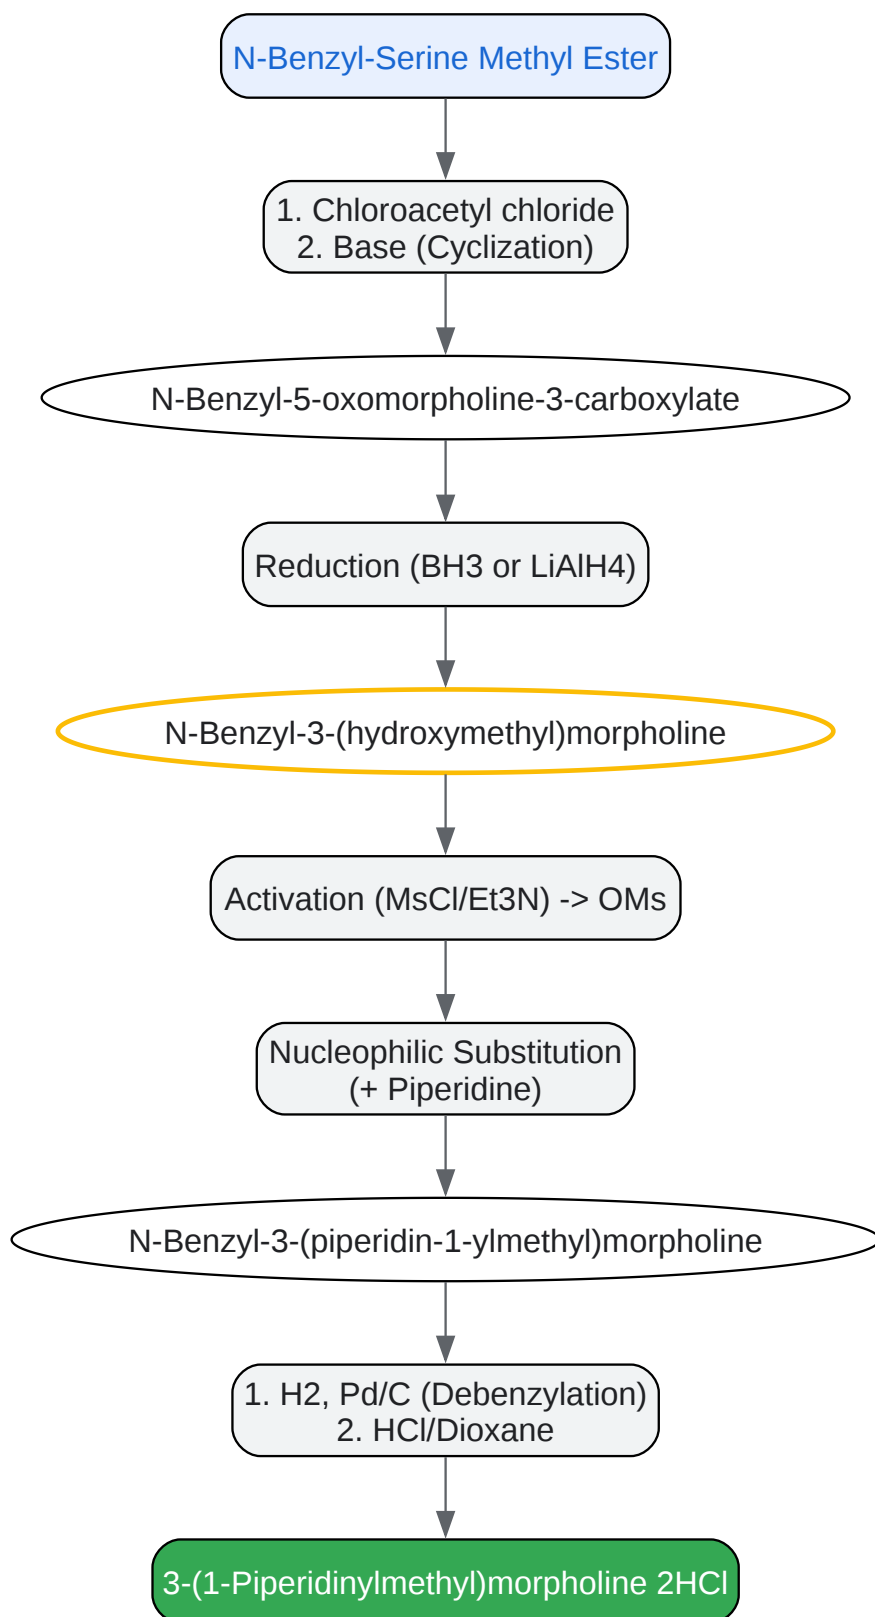 N-Benzyl-Serine Methyl Ester
1. Chloroacetyl chloride
2. Base (Cyclization)
N-Benzyl-5-oxomorpholine-3-carboxylate
Reduction (BH3 or LiAlH4)
N-Benzyl-3-(hydroxymethyl)morpholine
Activation (MsCl/Et3N) -> OMs
Nucleophilic Substitution
(+ Piperidine)
N-Benzyl-3-(piperidin-1-ylmethyl)morpholine
1. H2, Pd/C (Debenzylation)
2. HCl/Dioxane
3-(1-Piperidinylmethyl)morpholine 2HCl